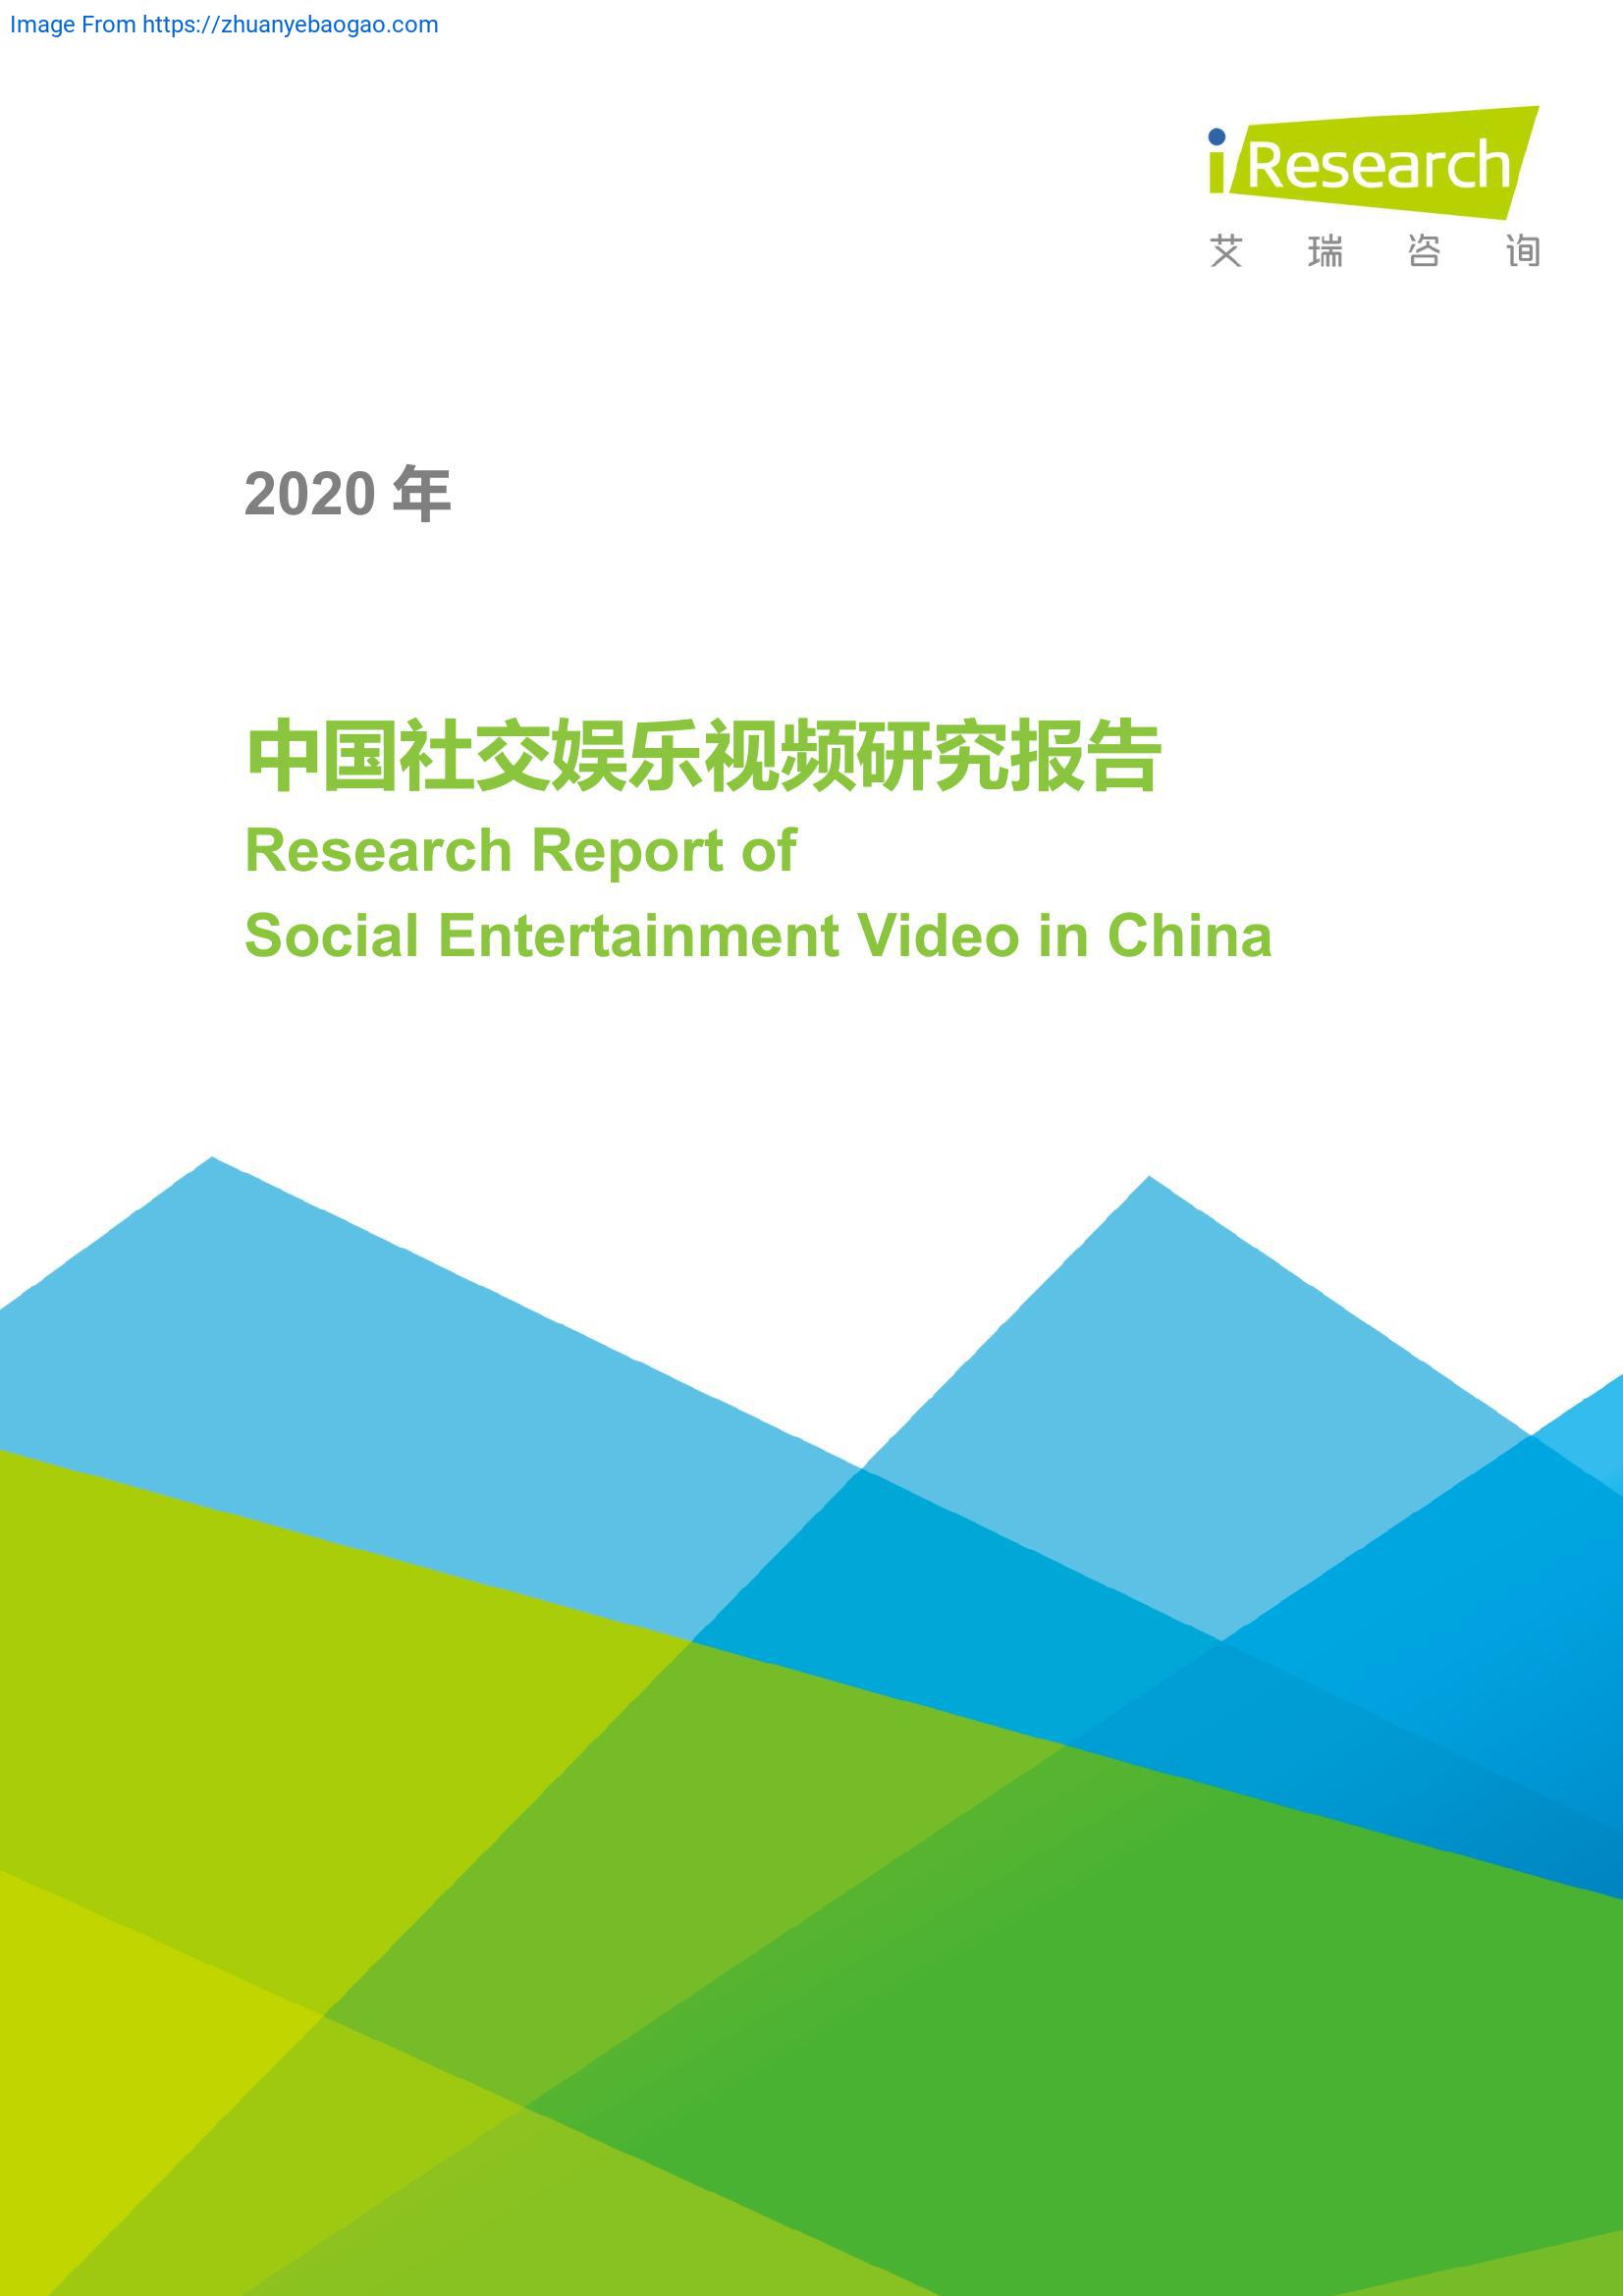 Image From https://zhuanyebaogao.com
iResearch
艾瑞咨询
2020 年
中国社交娱乐视频研究报告
Research Report of
Social Entertainment Video in China